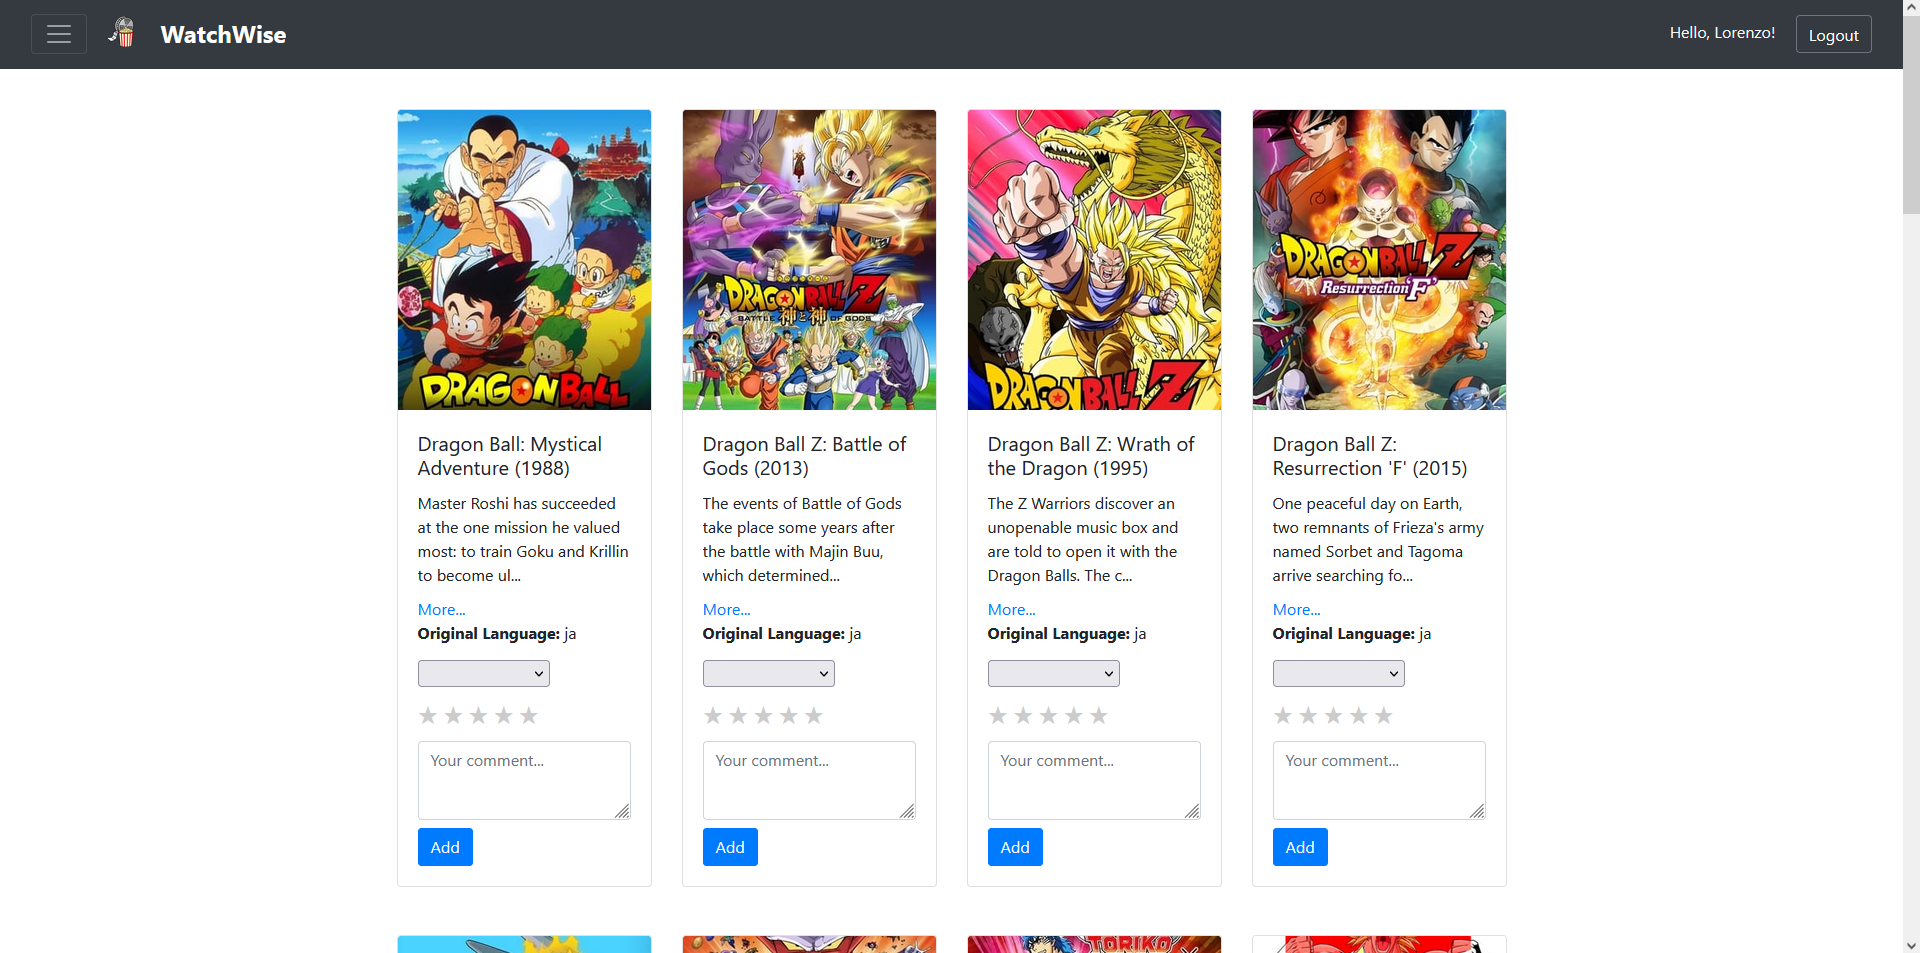 WatchWise
Hello, Lorenzo!
Logout
DRAGON BALL
DRAGON BALL Z
BATTLE 神と神 OF GODS
DRAGON BALL Z
DRAGON BALL Z
Resurrection 'F'
Dragon Ball: Mystical
Adventure (1988)
Master Roshi has succeeded
at the one mission he valued
most: to train Goku and Krillin
to become ul...
More...
Original Language: ja
Your comment...
Add
Dragon Ball Z: Battle of
Gods (2013)
The events of Battle of Gods
take place some years after
the battle with Majin Buu,
which determined...
More...
Original Language: ja
Your comment...
Add
Dragon Ball Z: Wrath of
the Dragon (1995)
The Z Warriors discover an
unopenable music box and
are told to open it with the
Dragon Balls. The c...
More...
Original Language: ja
Your comment...
Add
Dragon Ball Z:
Resurrection 'F' (2015)
One peaceful day on Earth,
two remnants of Frieza's army
named Sorbet and Tagoma
arrive searching fo...
More...
Original Language: ja
Your comment...
Add
TORIKO